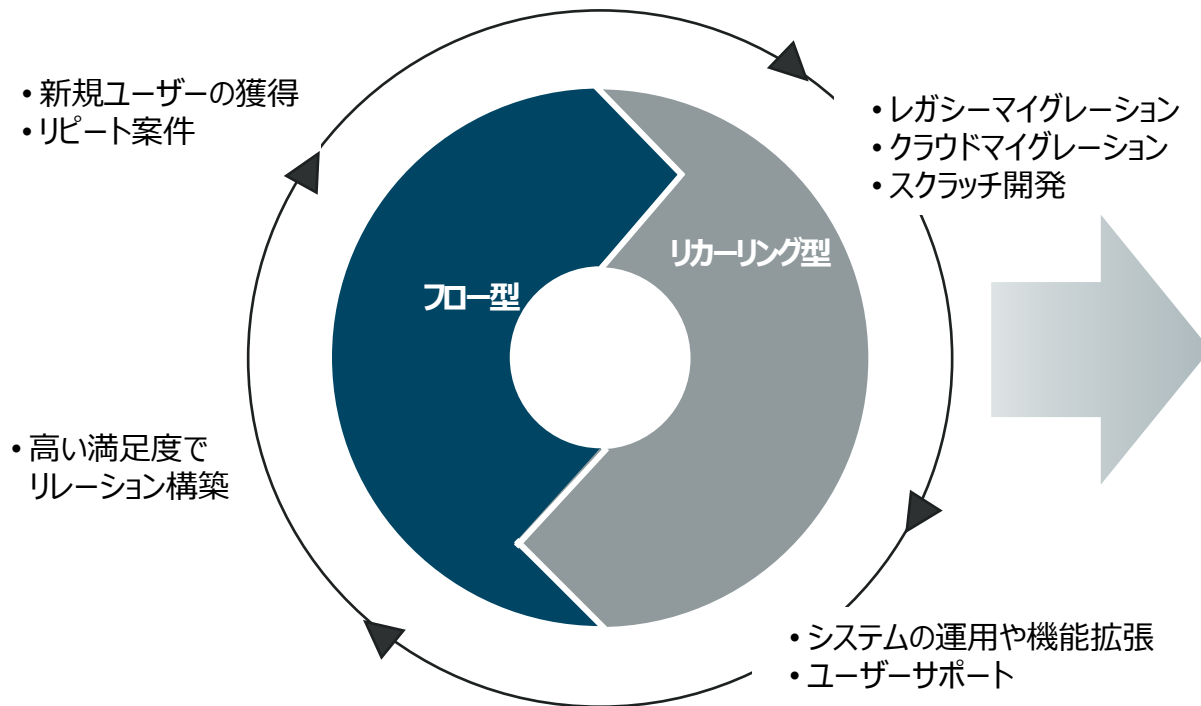 • 新規ユーザーの獲得
• リピート案件
• レガシーマイグレーション
• クラウドマイグレーション
• スクラッチ開発
リカーリング型
フロー型
• 高い満足度で
リレーション構築
• システムの運用や機能拡張
• ユーザーサポート